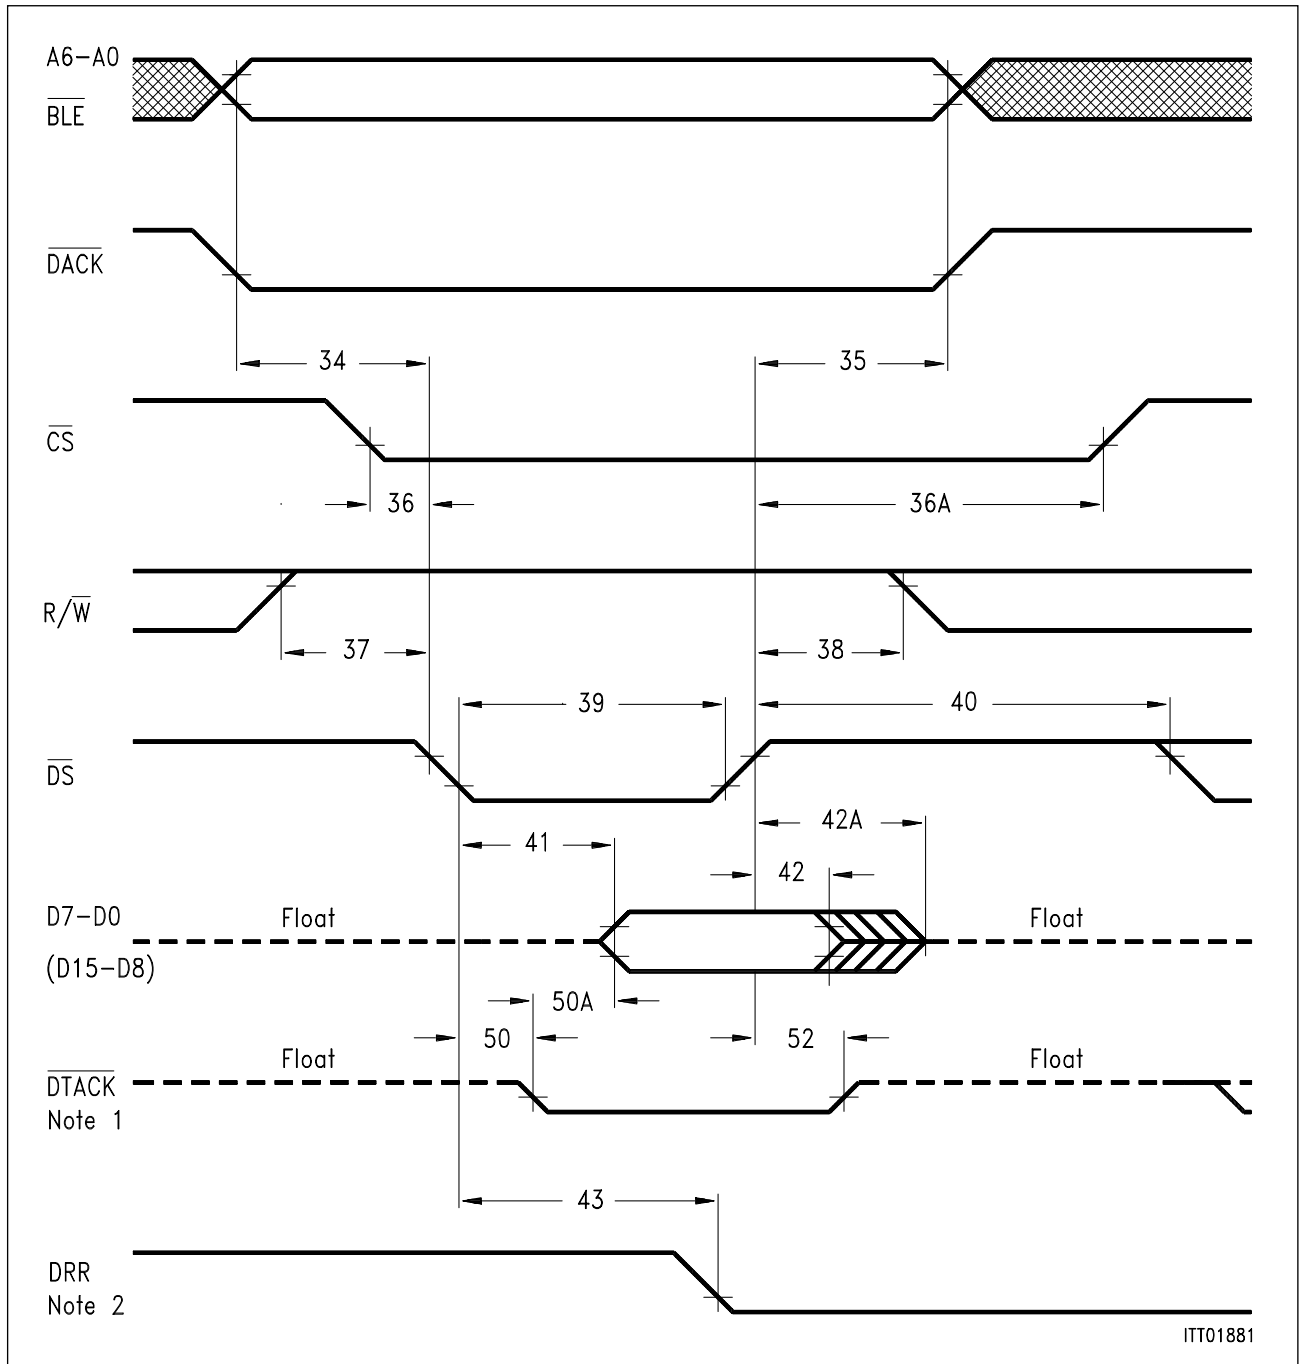 A6–A0
BLE
DACK
34
35
CS
36
36A
R/W
37
38
39
40
DS
42A
41
42
D7–D0
Float
Float
(D15–D8)
50A
50
52
Float
Float
DTACK
Note 1
43
DRR
Note 2
ITT01881